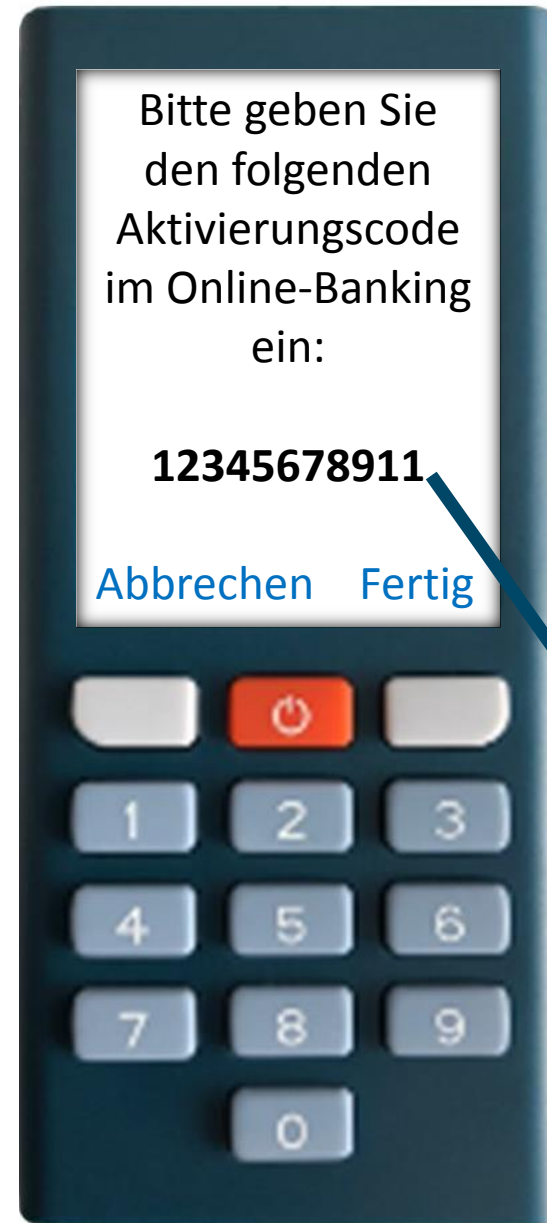 Bitte geben Sie
den folgenden
Aktivierungscode
im Online-Banking
ein:
12345678911
Abbrechen Fertig
1 2 3
4 5 6
7 8 9
0